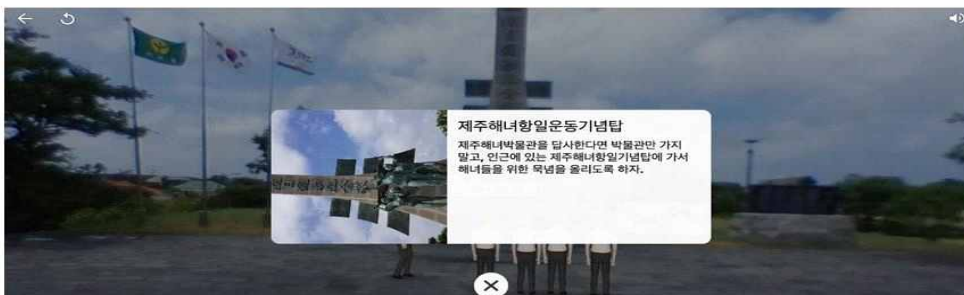 제주해녀항일운동기념탑
제주해녀박물관을 답사한다면 박물관만 가지
말고, 인근에 있는 제주해녀항일기념탑에 가서
해녀들을 위한 묵념을 올리도록 하자.